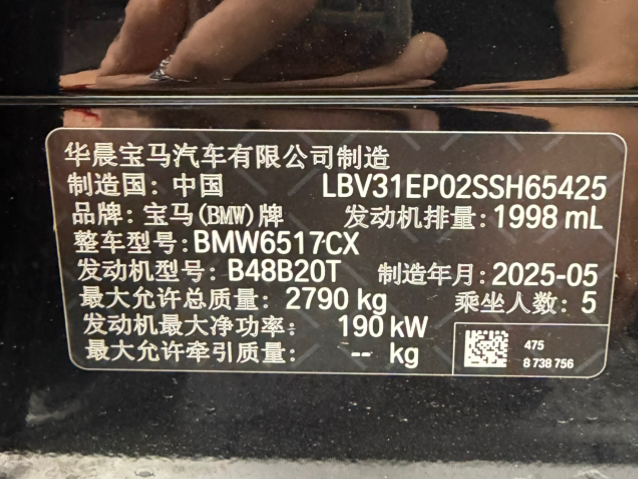 华晨宝马汽车有限公司制造
制造国: 中国 LBV31EP02SSH65425
品牌: 宝马(BMW)牌 发动机排量: 1998 mL
整车型号: BMW6517CX
发动机型号: B48B20T 制造年月: 2025-05
最大允许总质量: 2790 kg 乘坐人数: 5
发动机最大净功率: 190 kW
最大允许牵引质量: -- kg
475
8 738 756